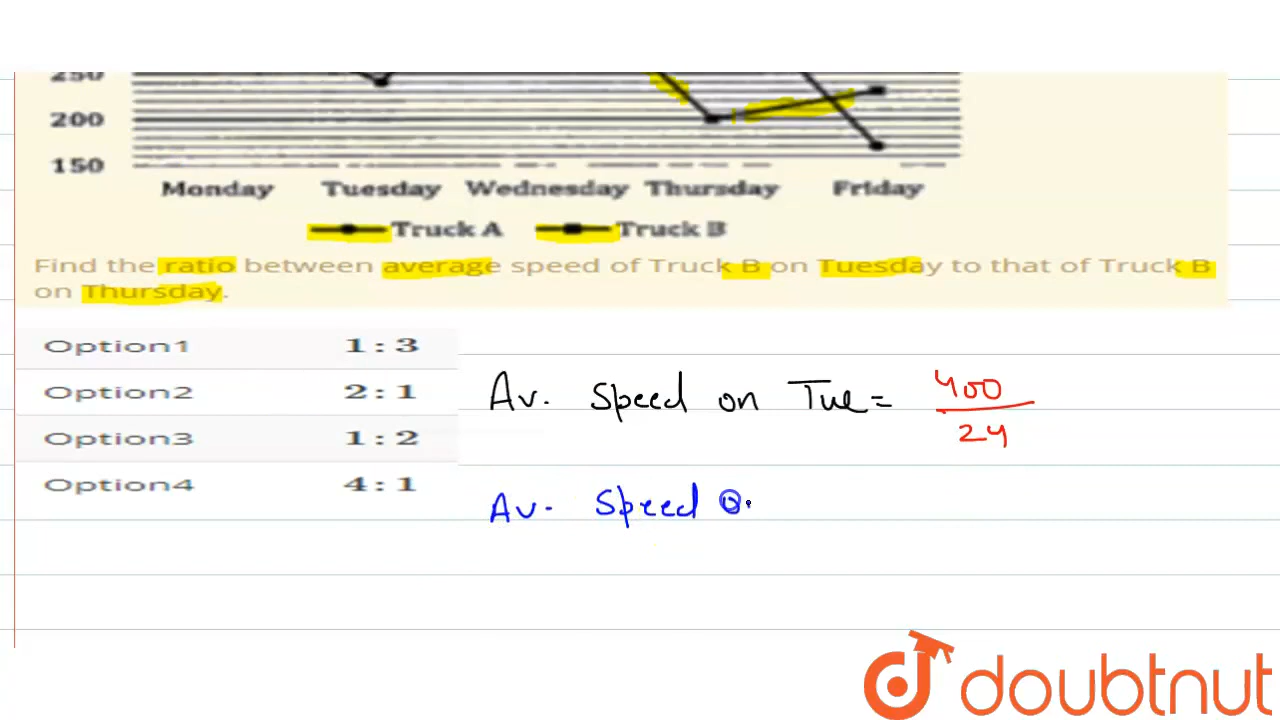 250
200
150
Monday Tuesday Wednesday Thursday Friday
Truck A Truck B
Find the ratio between average speed of Truck B on Tuesday to that of Truck B
on Thursday.
Option1 1 : 3
Option2 2 : 1
Option3 1 : 2
Option4 4 : 1
Av. Speed on Tue = 400
24
Av. Speed
doubtnut